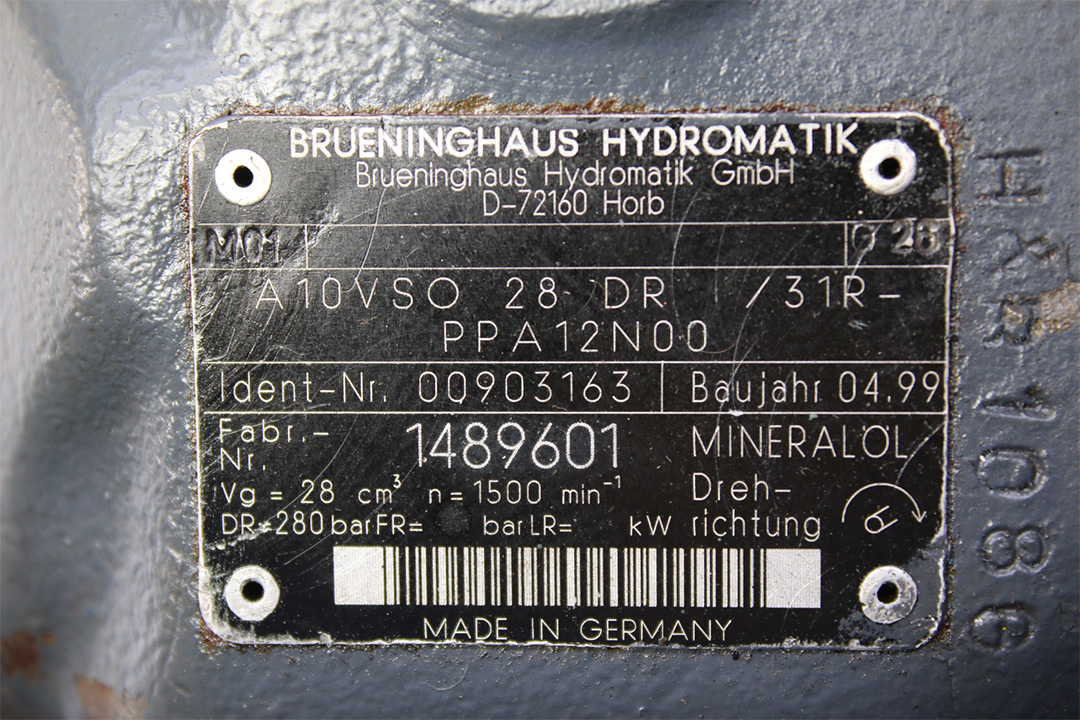 BRUENINGHAUS HYDROMATIK
Brueninghaus Hydromatik GmbH
D-72160 Horb
M01 26
A10VSO 28 DR /31R-
PPA12N00
Ident-Nr. 00903163 Baujahr 04.99
Fabr.-
Nr. 1489601 MINERALÖL
Vg = 28 cm³ n = 1500 min⁻¹ Dreh-
DR=280 bar FR= bar LR= kW richtung
MADE IN GERMANY